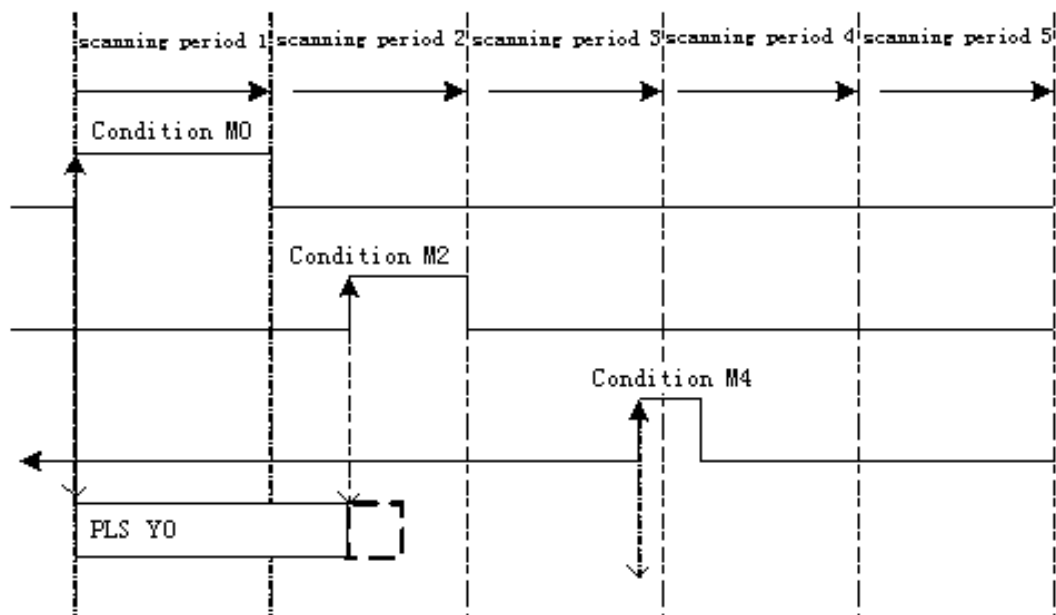 scanning period 1 scanning period 2 scanning period 3 scanning period 4 scanning period 5
Condition M0
Condition M2
Condition M4
PLS Y0